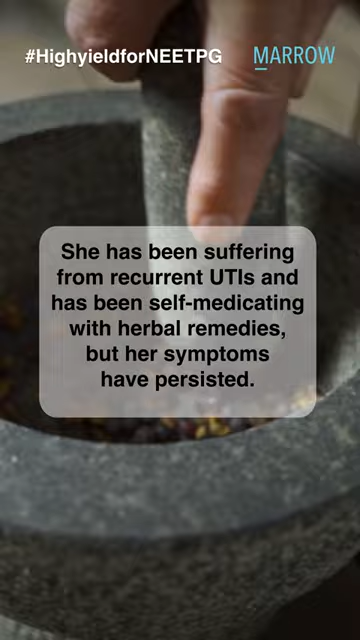 #HighyieldforNEETPG
MARROW
She has been suffering
from recurrent UTIs and
has been self-medicating
with herbal remedies,
but her symptoms
have persisted.